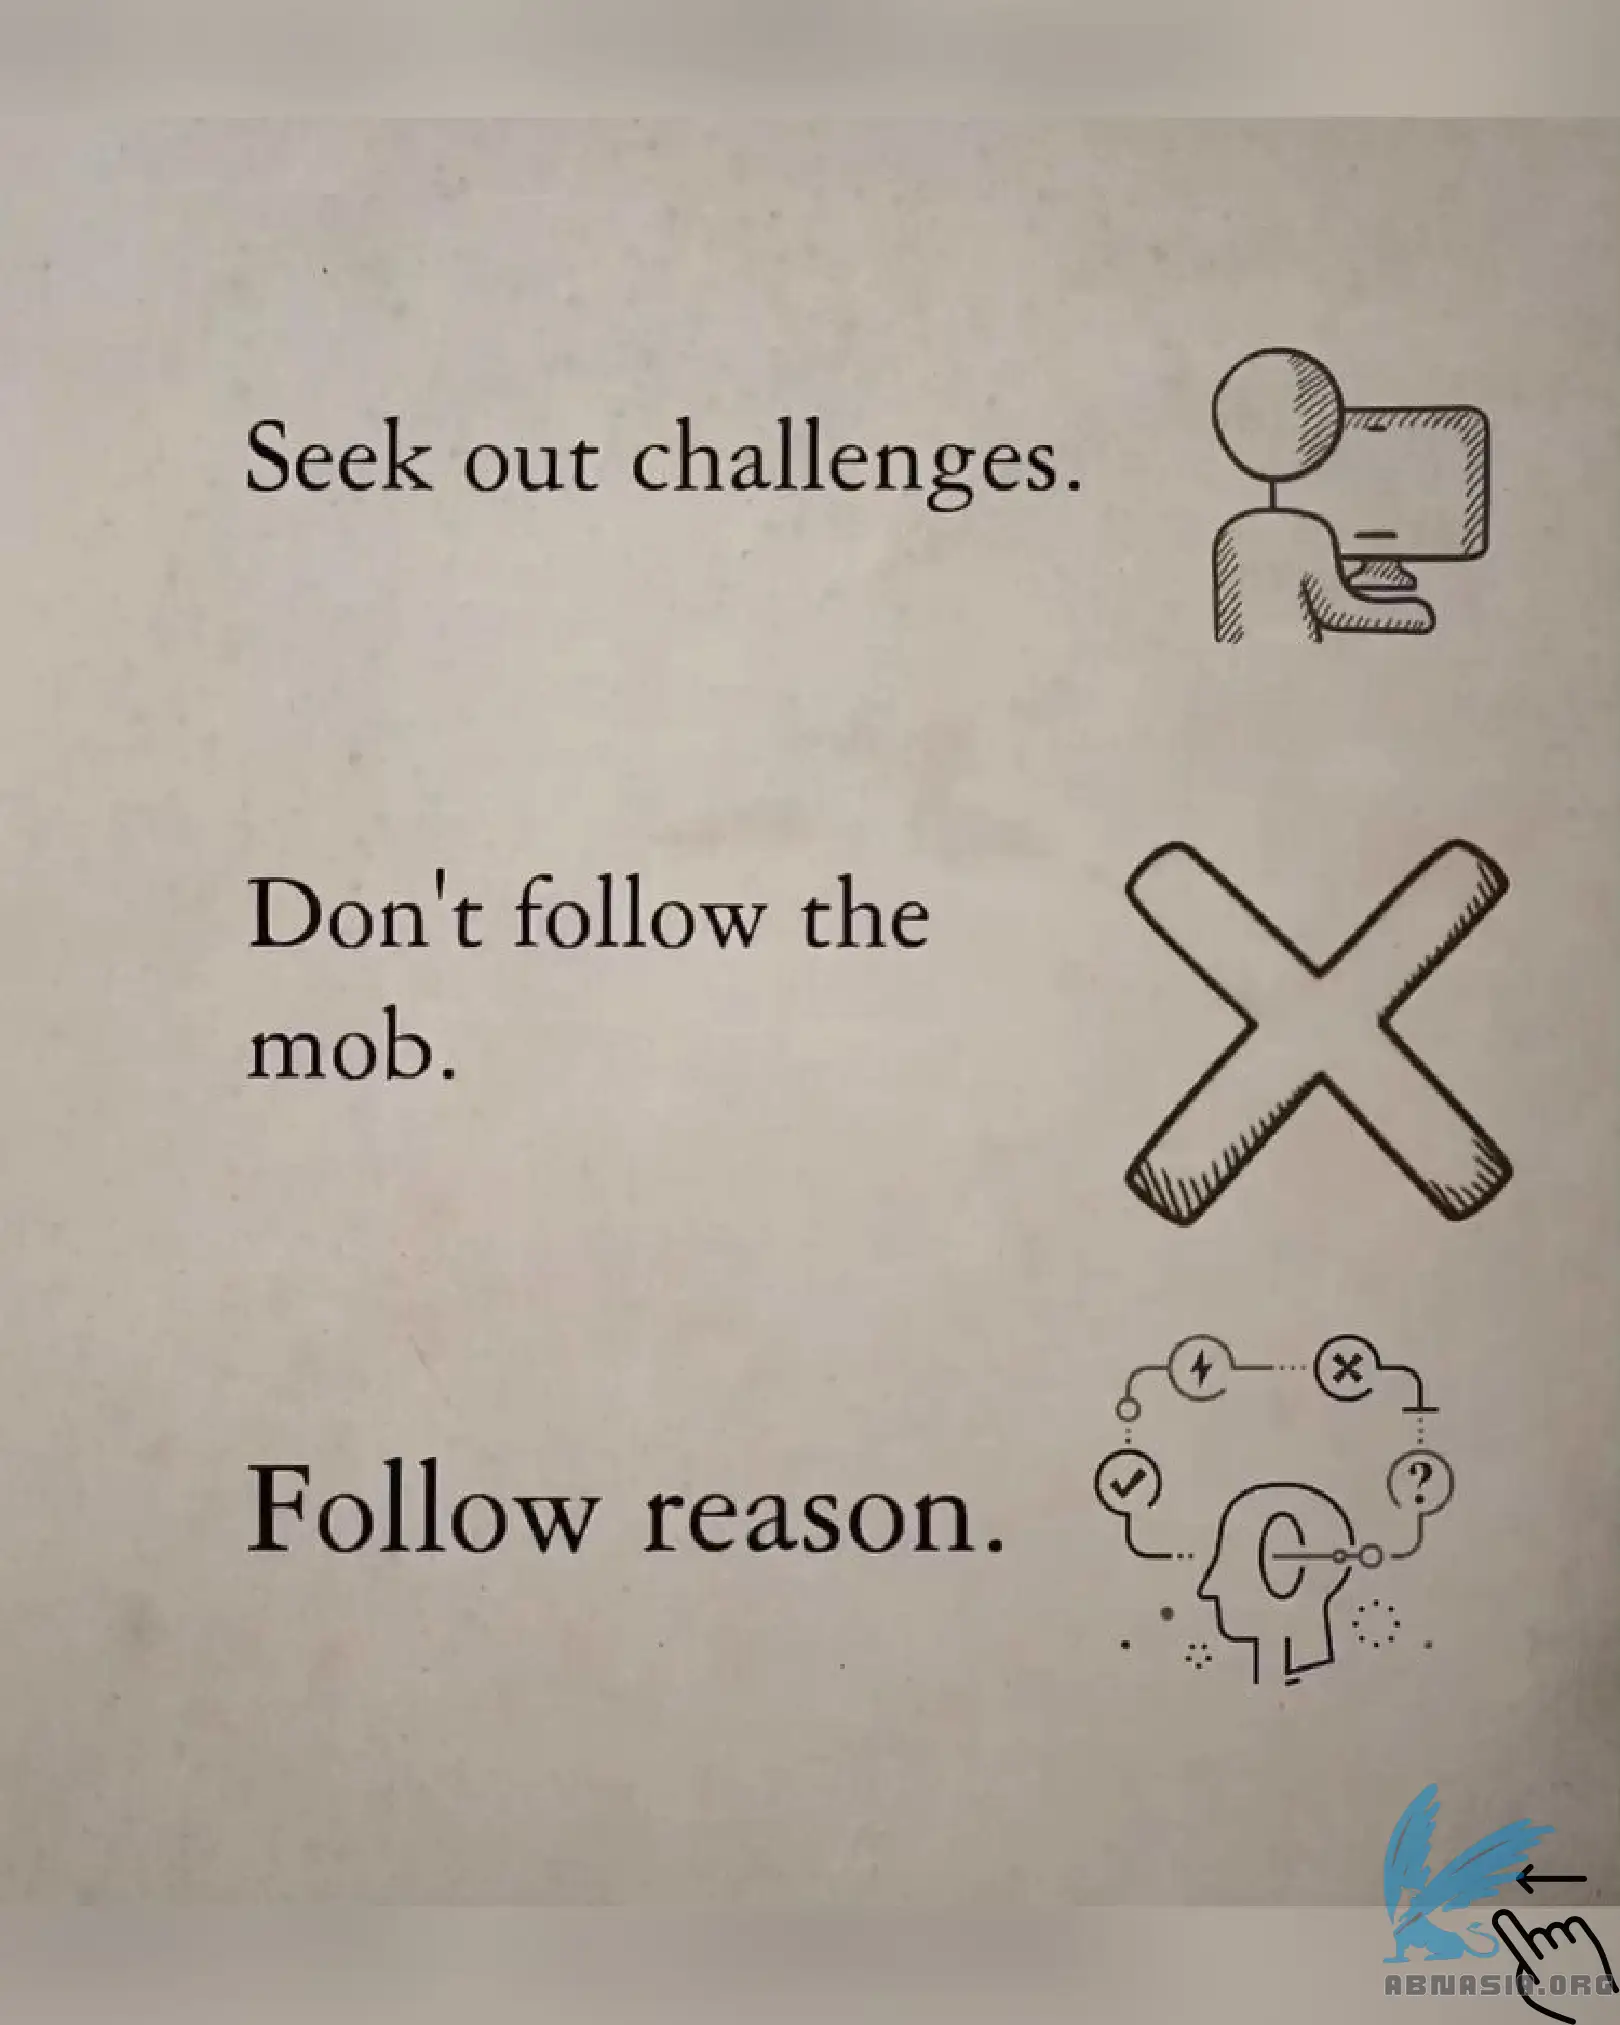 Seek out challenges.
Don't follow the
mob.
Follow reason.
ABNASIA.ORG